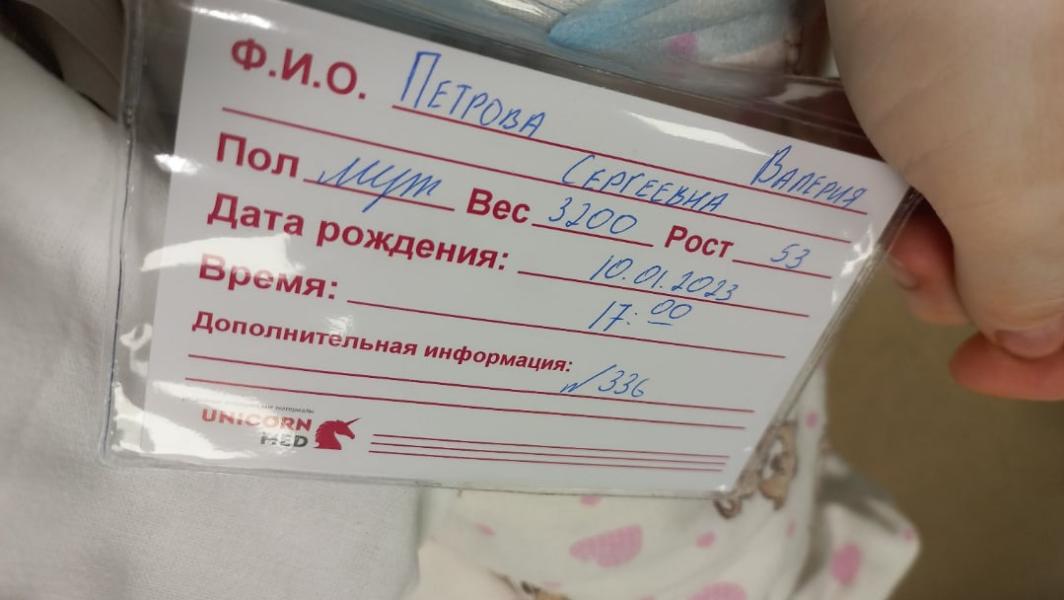 Ф.И.О. ПЕТРОВА ВАЛЕРИЯ
СЕРГЕЕВНА
Пол муж Вес 3200 Рост 53
Дата рождения: 10.01.2023
Время: 17:00
Дополнительная информация:
№336
материалы
UNICORN
MED